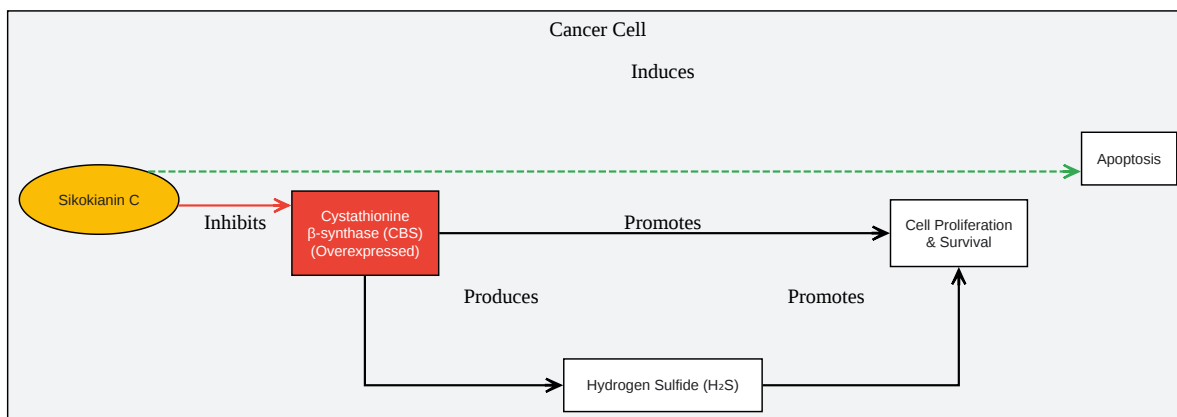 Cancer Cell
Induces
Apoptosis
Sikokianin C
Inhibits
Cystathionine
β-synthase (CBS)
(Overexpressed)
Promotes
Cell Proliferation
& Survival
Produces
Promotes
Hydrogen Sulfide (H₂S)